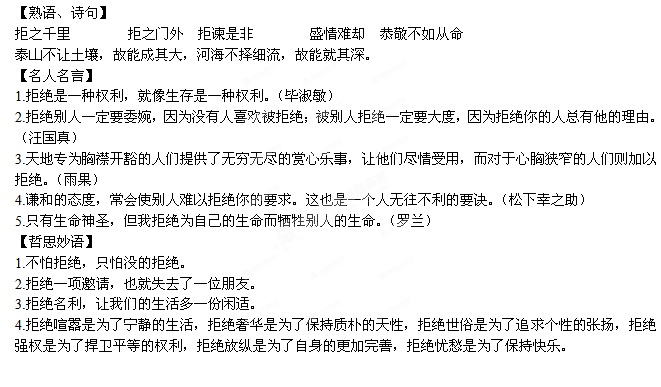 【熟语、诗句】
拒之千里 拒之门外 拒谏是非 盛情难却 恭敬不如从命
泰山不让土壤，故能成其大，河海不择细流，故能就其深。
【名人名言】
1.拒绝是一种权利，就像生存是一种权利。（毕淑敏）
2.拒绝别人一定要委婉，因为没有人喜欢被拒绝；被别人拒绝一定要大度，因为拒绝你的人总有他的理由。
（汪国真）
3.天地专为胸襟开豁的人们提供了无穷无尽的赏心乐事，让他们尽情受用，而对于心胸狭窄的人们则加以
拒绝。（雨果）
4.谦和的态度，常会使别人难以拒绝你的要求。这也是一个人无往不利的要诀。（松下幸之助）
5.只有生命神圣，但我拒绝为自己的生命而牺牲别人的生命。（罗兰）
【哲思妙语】
1.不怕拒绝，只怕没的拒绝。
2.拒绝一项邀请，也就失去了一位朋友。
3.拒绝名利，让我们的生活多一份闲适。
4.拒绝喧嚣是为了宁静的生活，拒绝奢华是为了保持质朴的天性，拒绝世俗是为了追求个性的张扬，拒绝
强权是为了捍卫平等的权利，拒绝放纵是为了自身的更加完善，拒绝忧愁是为了保持快乐。